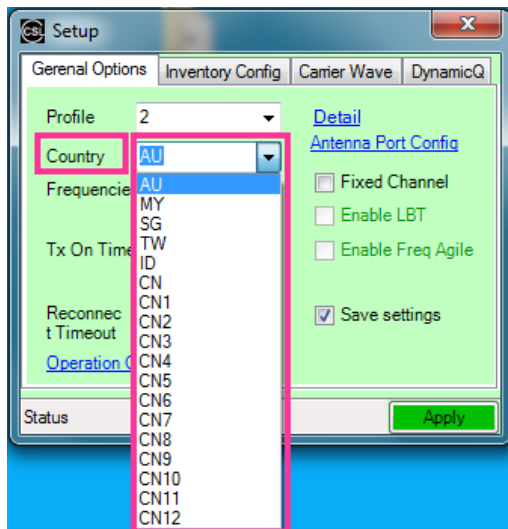 CSL Setup
Gerenal Options Inventory Config Carrier Wave DynamicQ
Profile 2 Detail
Antenna Port Config
Country AU
Frequencie
AU
MY
SG
TW
ID
CN
CN1
CN2
CN3
CN4
CN5
CN6
CN7
CN8
CN9
CN10
CN11
CN12
Fixed Channel
Enable LBT
Tx On Time
Enable Freq Agile
Reconnec
t Timeout
Save settings
Operation
Status
Apply